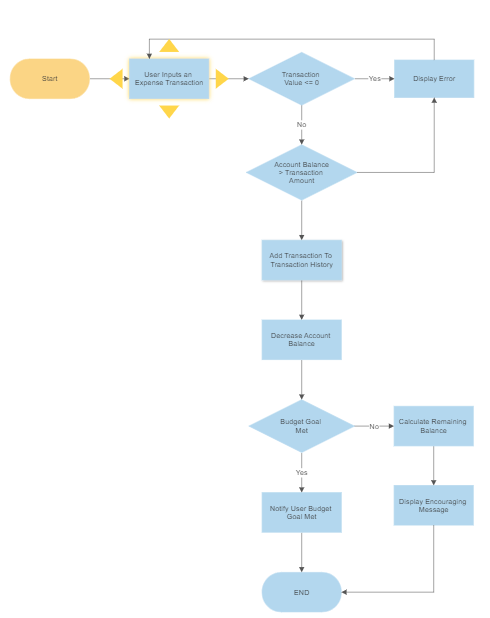 Start
User Inputs an
Expense Transaction
Transaction
Value <= 0
Yes
Display Error
No
Account Balance
> Transaction
Amount
Add Transaction To
Transaction History
Decrease Account
Balance
Budget Goal
Met
No
Calculate Remaining
Balance
Yes
Notify User Budget
Goal Met
Display Encouraging
Message
END